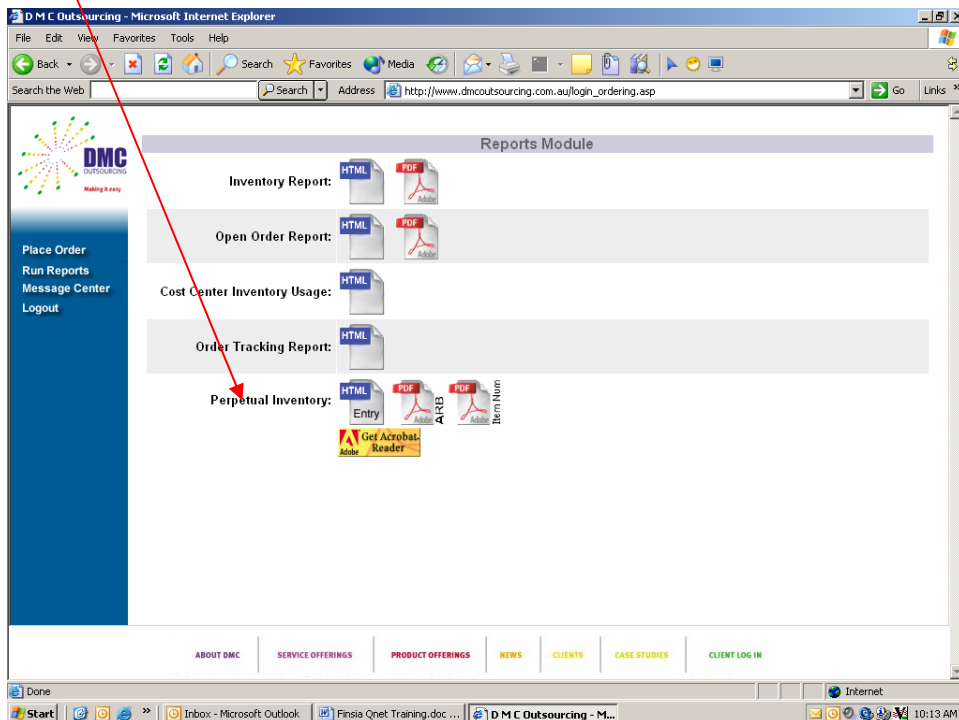 D M C Outsourcing - Microsoft Internet Explorer
File Edit View Favorites Tools Help
Back Search Favorites Media
Search the Web Search Address http://www.dmcoutsourcing.com.au/login_ordering.asp Go Links »
DMC
OUTSOURCING
Making it easy
Reports Module
Inventory Report: HTML PDF Adobe
Open Order Report: HTML PDF Adobe
Place Order
Run Reports
Message Center
Logout
Cost Center Inventory Usage: HTML
Order Tracking Report: HTML
Perpetual Inventory: HTML Entry PDF Adobe ARB PDF Adobe Item Num
Adobe Get Acrobat Reader
ABOUT DMC SERVICE OFFERINGS PRODUCT OFFERINGS NEWS CLIENTS CASE STUDIES CLIENT LOG IN
Done Internet
Start » Inbox - Microsoft Outlook Finsia Qnet Training.doc ... D M C Outsourcing - M... 10:13 AM